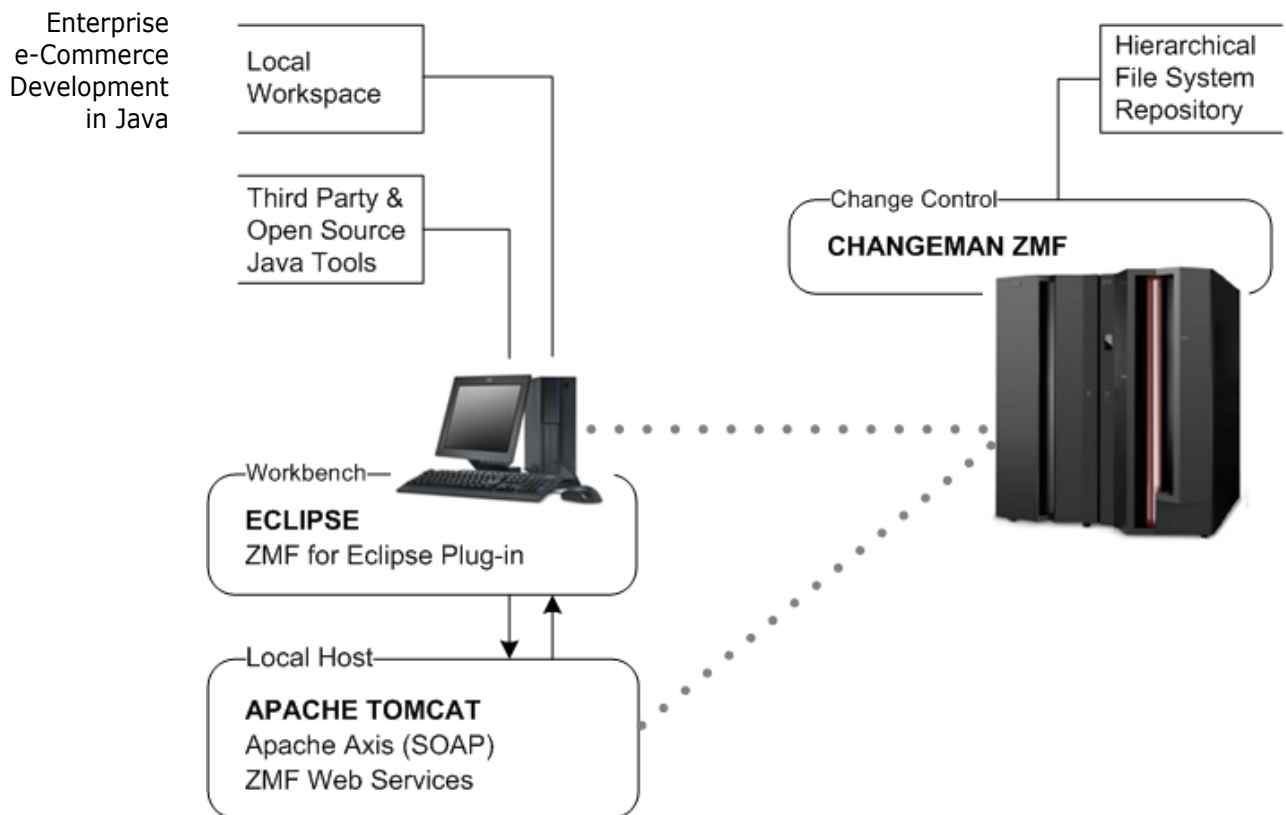 Enterprise
e-Commerce
Development
in Java
Local
Workspace
Third Party &
Open Source
Java Tools
Hierarchical
File System
Repository
Change Control
CHANGEMAN ZMF
Workbench
ECLIPSE
ZMF for Eclipse Plug-in
Local Host
APACHE TOMCAT
Apache Axis (SOAP)
ZMF Web Services